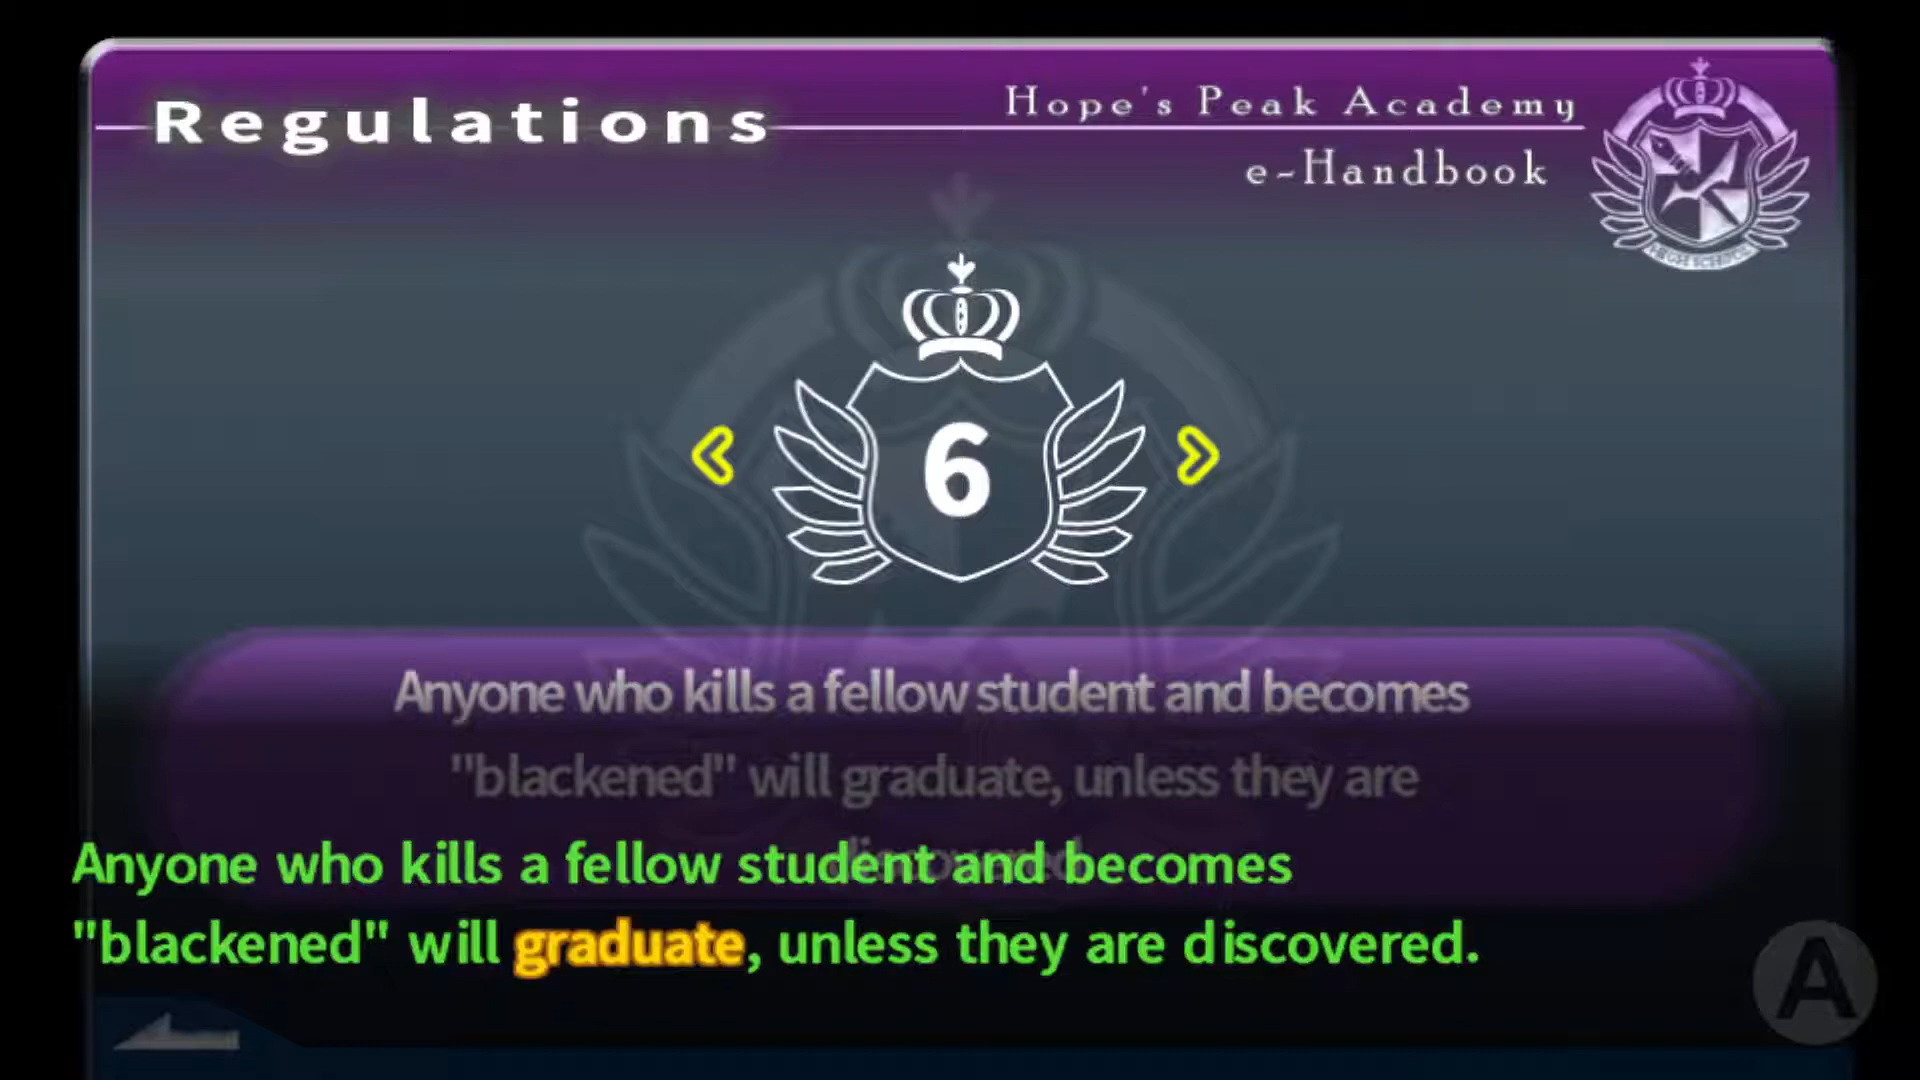 Regulations
Hope's Peak Academy
e-Handbook
6
Anyone who kills a fellow student and becomes
"blackened" will graduate, unless they are
discovered.
Anyone who kills a fellow student and becomes
"blackened" will graduate, unless they are discovered.
A